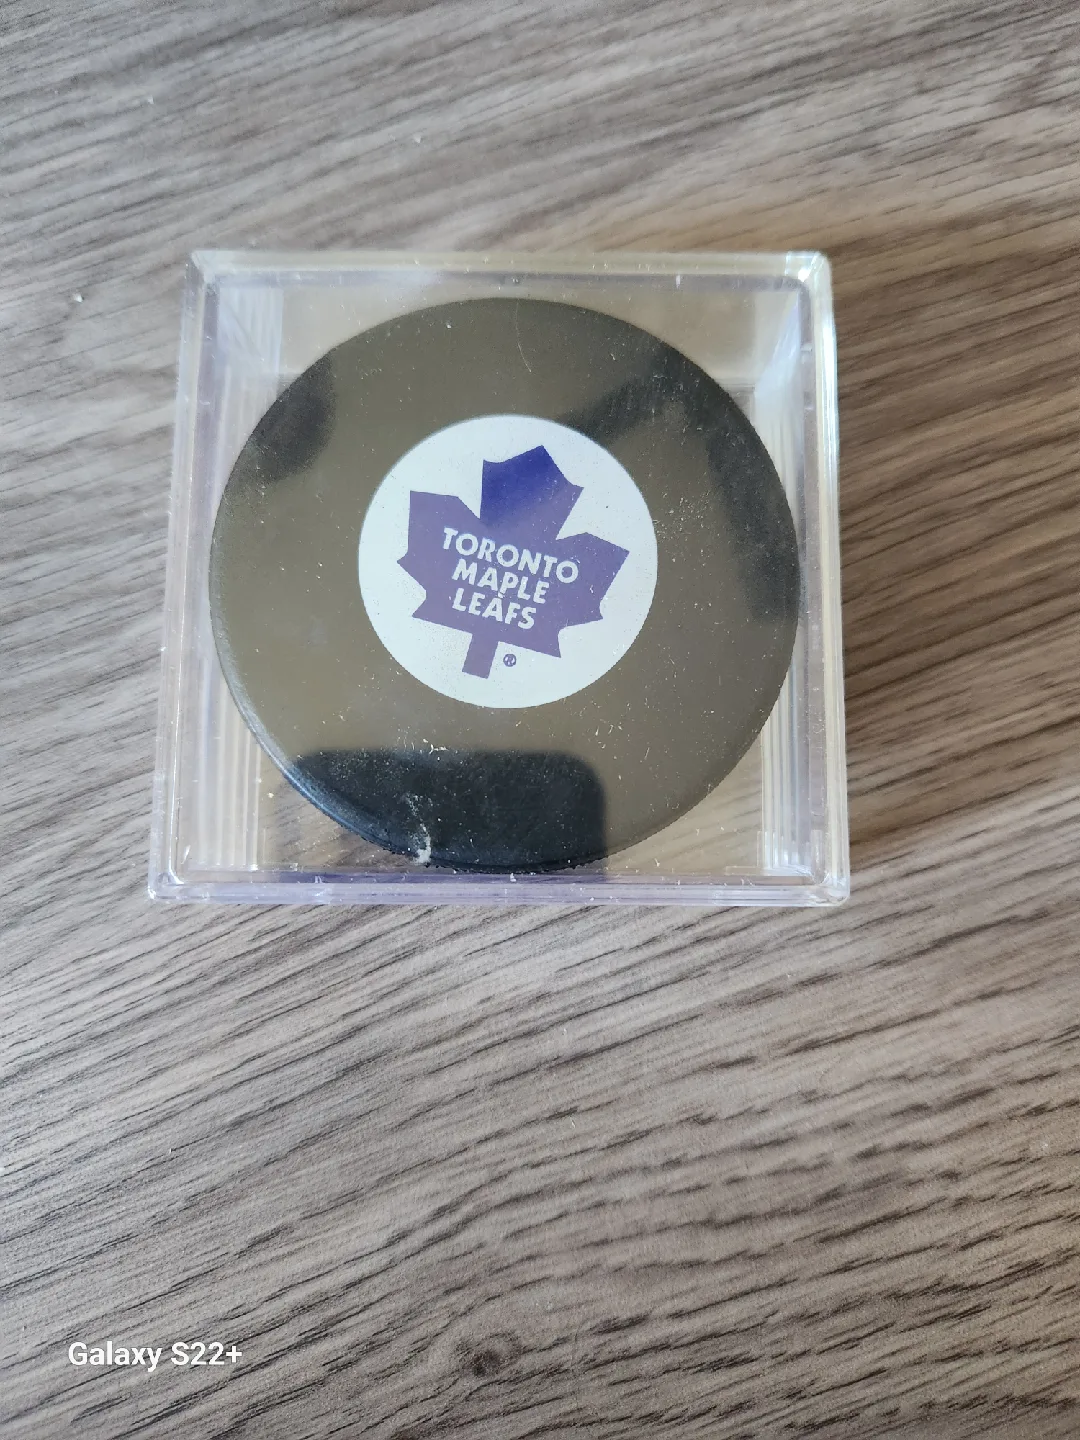 TORONTO
MAPLE
LEAFS
®
Galaxy S22+